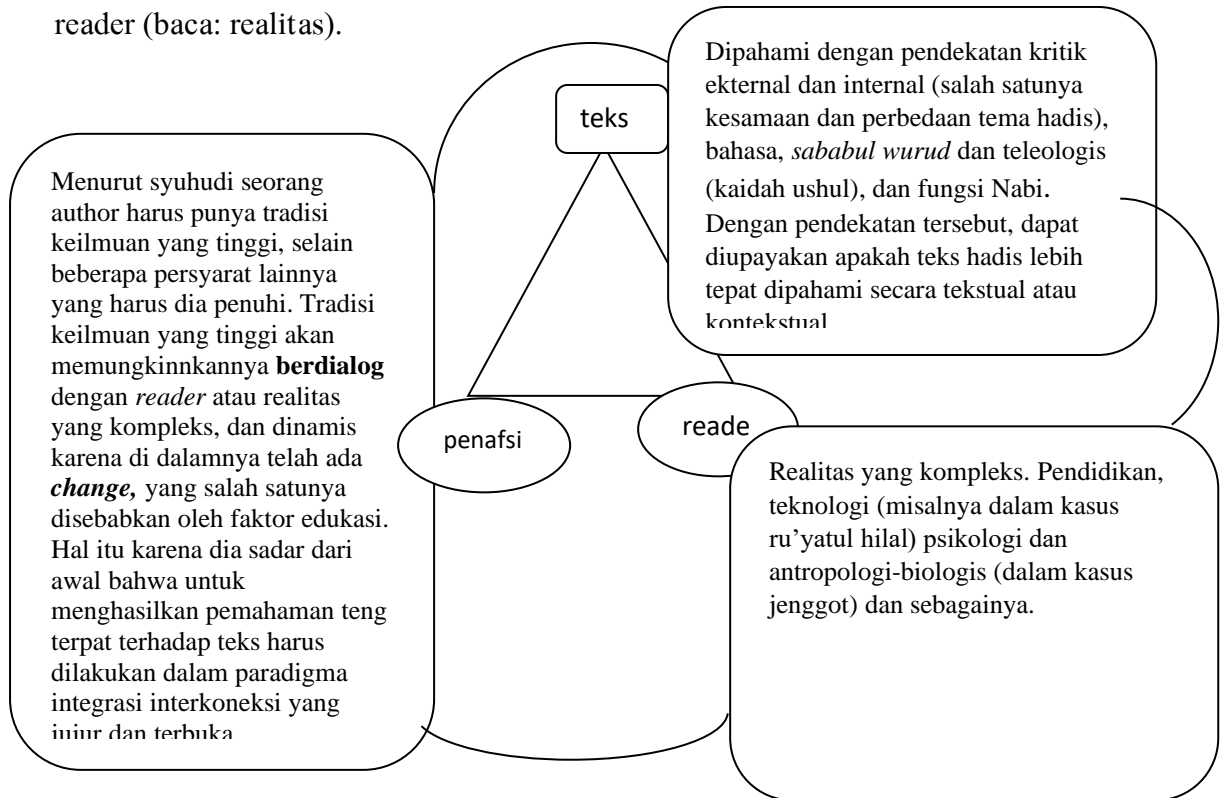 reader (baca: realitas).
teks
Dipahami dengan pendekatan kritik
ekternal dan internal (salah satunya
kesamaan dan perbedaan tema hadis),
bahasa, sababul wurud dan teleologis
(kaidah ushul), dan fungsi Nabi.
Dengan pendekatan tersebut, dapat
diupayakan apakah teks hadis lebih
tepat dipahami secara tekstual atau
kontekstual
Menurut syuhudi seorang
author harus punya tradisi
keilmuan yang tinggi, selain
beberapa persyarat lainnya
yang harus dia penuhi. Tradisi
keilmuan yang tinggi akan
memungkinnkannya berdialog
dengan reader atau realitas
yang kompleks, dan dinamis
karena di dalamnya telah ada
change, yang salah satunya
disebabkan oleh faktor edukasi.
Hal itu karena dia sadar dari
awal bahwa untuk
menghasilkan pemahaman teng
terpat terhadap teks harus
dilakukan dalam paradigma
integrasi interkoneksi yang
jujur dan terbuka
penafsi
reade
Realitas yang kompleks. Pendidikan,
teknologi (misalnya dalam kasus
ru’yatul hilal) psikologi dan
antropologi-biologis (dalam kasus
jenggot) dan sebagainya.